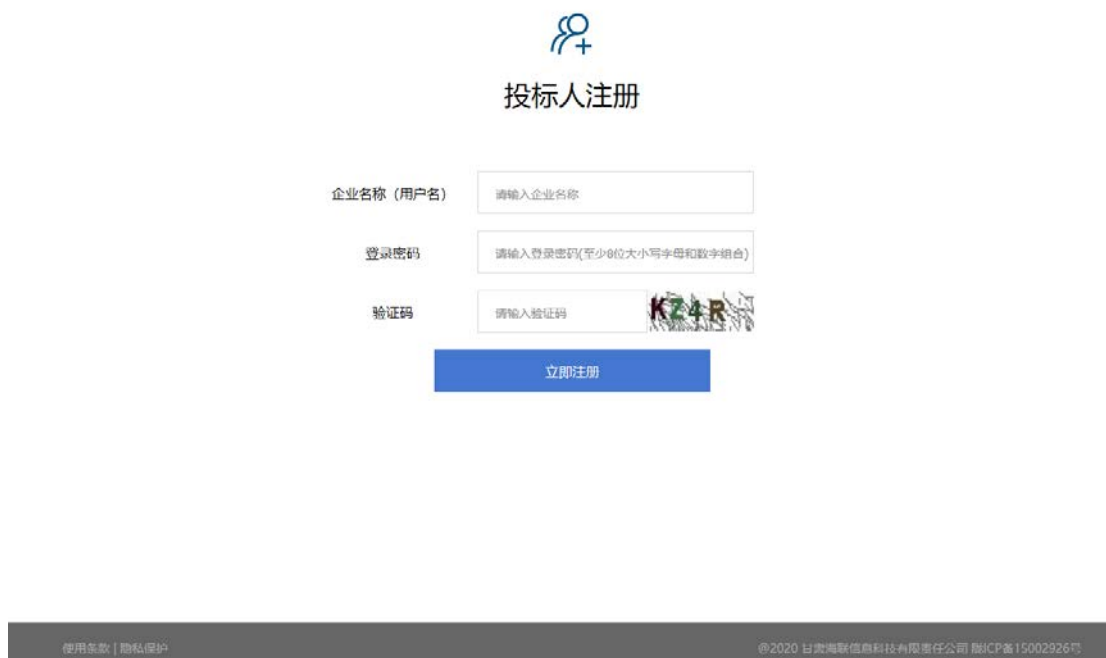 投标人注册
企业名称（用户名） 请输入企业名称
登录密码 请输入登录密码(至少8位大小写字母和数字组合)
验证码 请输入验证码 KZ4R
立即注册
使用条款 | 隐私保护 @2020 甘肃海联信息科技有限责任公司 陇ICP备15002926号